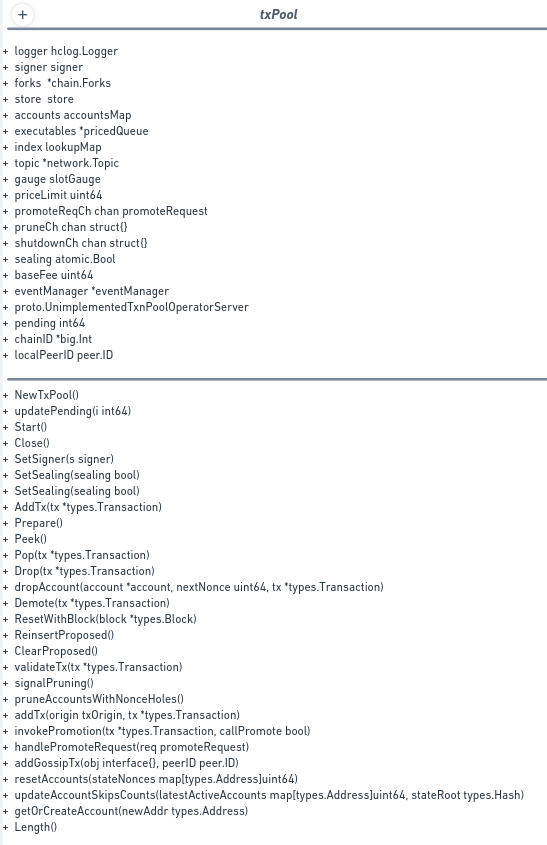 + txPool
+ logger hclog.Logger
+ signer signer
+ forks *chain.Forks
+ store store
+ accounts accountsMap
+ executables *pricedQueue
+ index lookupMap
+ topic *network.Topic
+ gauge slotGauge
+ priceLimit uint64
+ promoteReqCh chan promoteRequest
+ pruneCh chan struct{}
+ shutdownCh chan struct{}
+ sealing atomic.Bool
+ baseFee uint64
+ eventManager *eventManager
+ proto.UnimplementedTxnPoolOperatorServer
+ pending int64
+ chainID *big.Int
+ localPeerID peer.ID
+ NewTxPool()
+ updatePending(i int64)
+ Start()
+ Close()
+ SetSigner(s signer)
+ SetSealing(sealing bool)
+ SetSealing(sealing bool)
+ AddTx(tx *types.Transaction)
+ Prepare()
+ Peek()
+ Pop(tx *types.Transaction)
+ Drop(tx *types.Transaction)
+ dropAccount(account *account, nextNonce uint64, tx *types.Transaction)
+ Demote(tx *types.Transaction)
+ ResetWithBlock(block *types.Block)
+ ReinsertProposed()
+ ClearProposed()
+ validateTx(tx *types.Transaction)
+ signalPruning()
+ pruneAccountsWithNonceHoles()
+ addTx(origin txOrigin, tx *types.Transaction)
+ invokePromotion(tx *types.Transaction, callPromote bool)
+ handlePromoteRequest(req promoteRequest)
+ addGossipTx(obj interface{}, peerID peer.ID)
+ resetAccounts(stateNonces map[types.Address]uint64)
+ updateAccountSkipsCounts(latestActiveAccounts map[types.Address]uint64, stateRoot types.Hash)
+ getOrCreateAccount(newAddr types.Address)
+ Length()